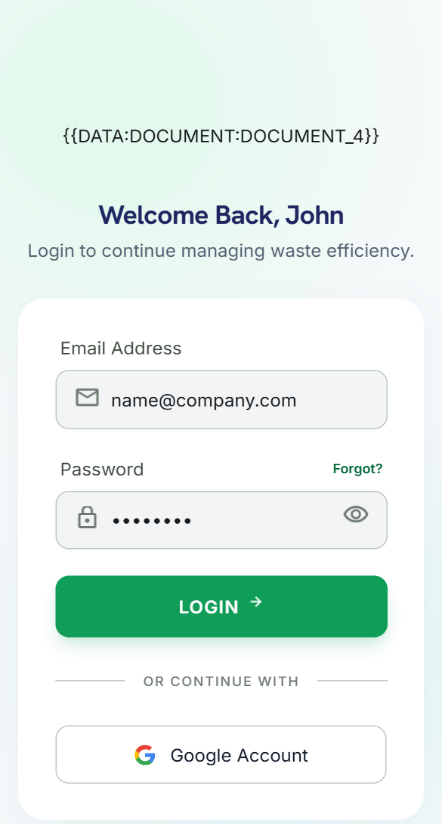 {{DATA:DOCUMENT:DOCUMENT_4}}
Welcome Back, John
Login to continue managing waste efficiency.
Email Address
name@company.com
Password Forgot?
••••••••
LOGIN →
OR CONTINUE WITH
Google Account